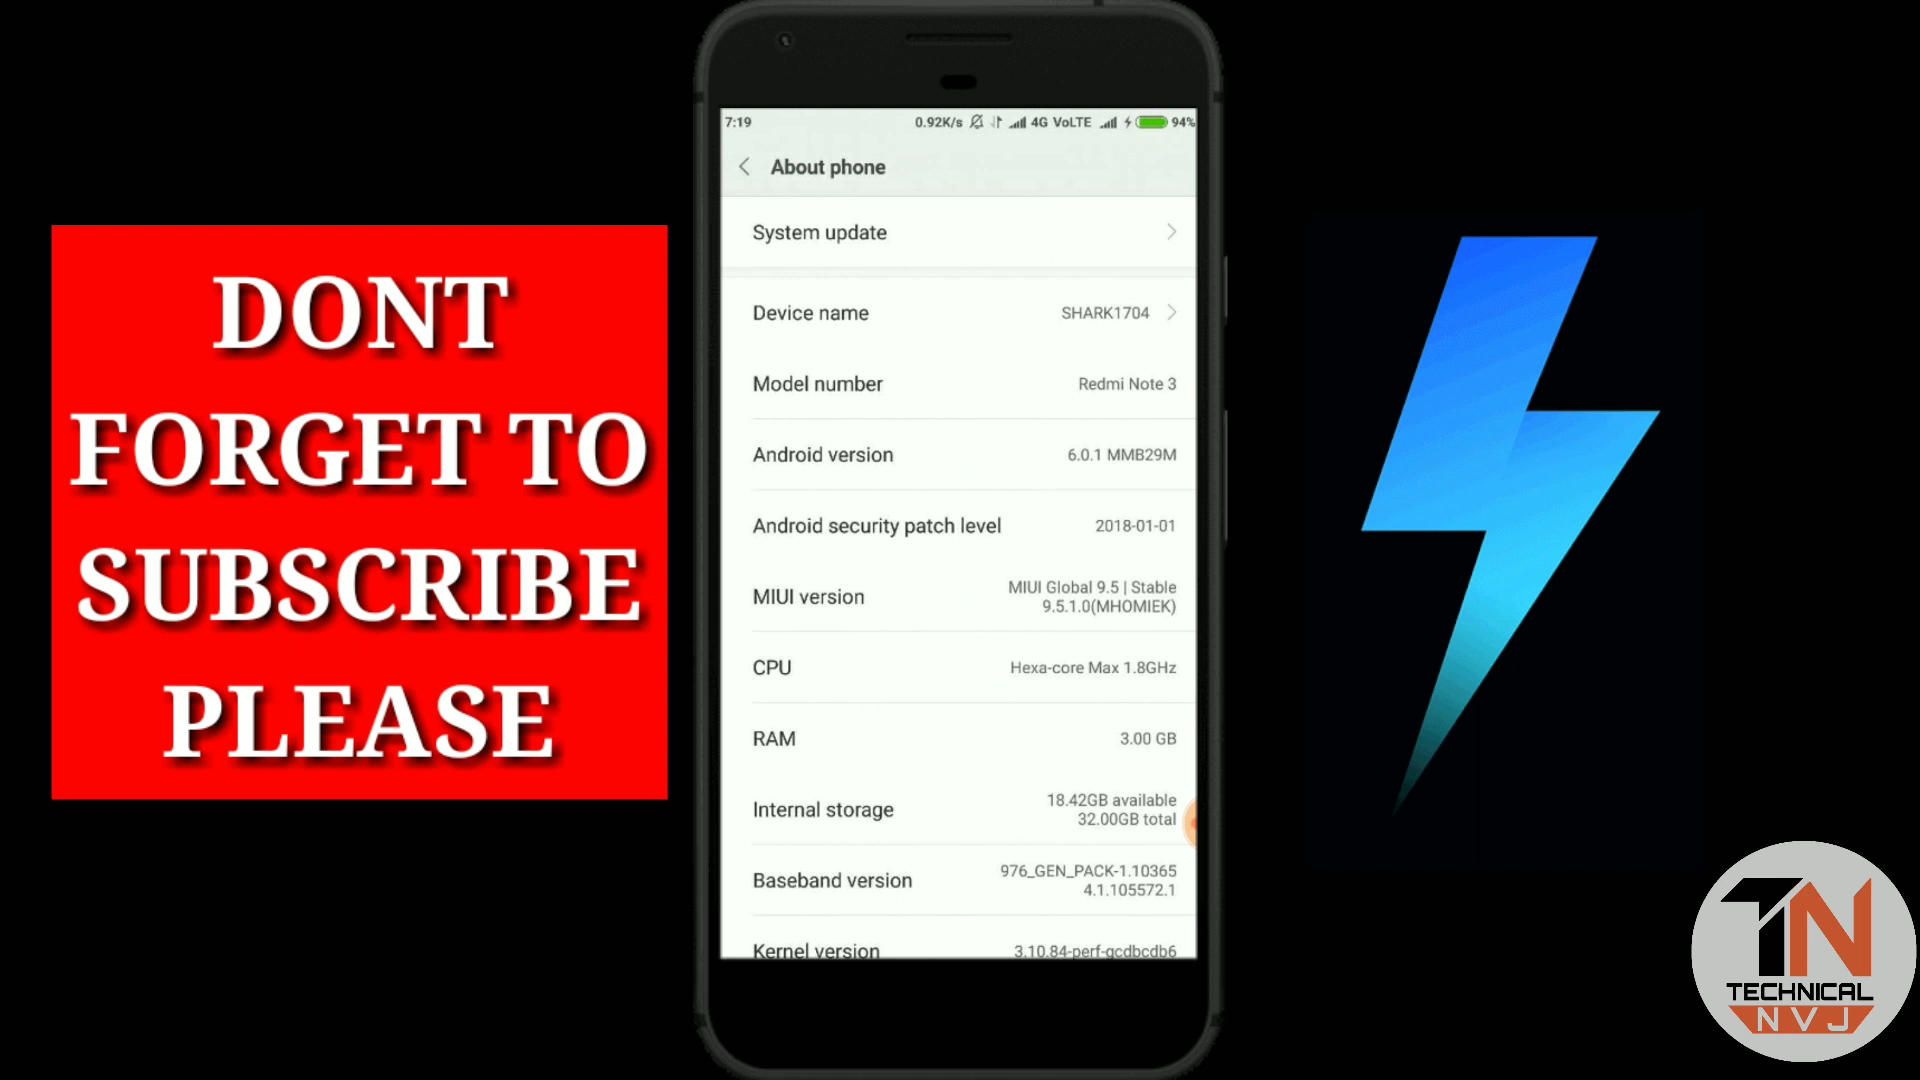 DONT
FORGET TO
SUBSCRIBE
PLEASE
7:19 0.92K/s 4G VoLTE 94%
About phone
System update
Device name SHARK1704
Model number Redmi Note 3
Android version 6.0.1 MMB29M
Android security patch level 2018-01-01
MIUI version MIUI Global 9.5 | Stable
9.5.1.0(MHOMIEK)
CPU Hexa-core Max 1.8GHz
RAM 3.00 GB
Internal storage 18.42GB available
32.00GB total
Baseband version 976_GEN_PACK-1.10365
4.1.105572.1
Kernel version 3.10.84-perf-gcdbcdb6
TN
TECHNICAL
NVJ